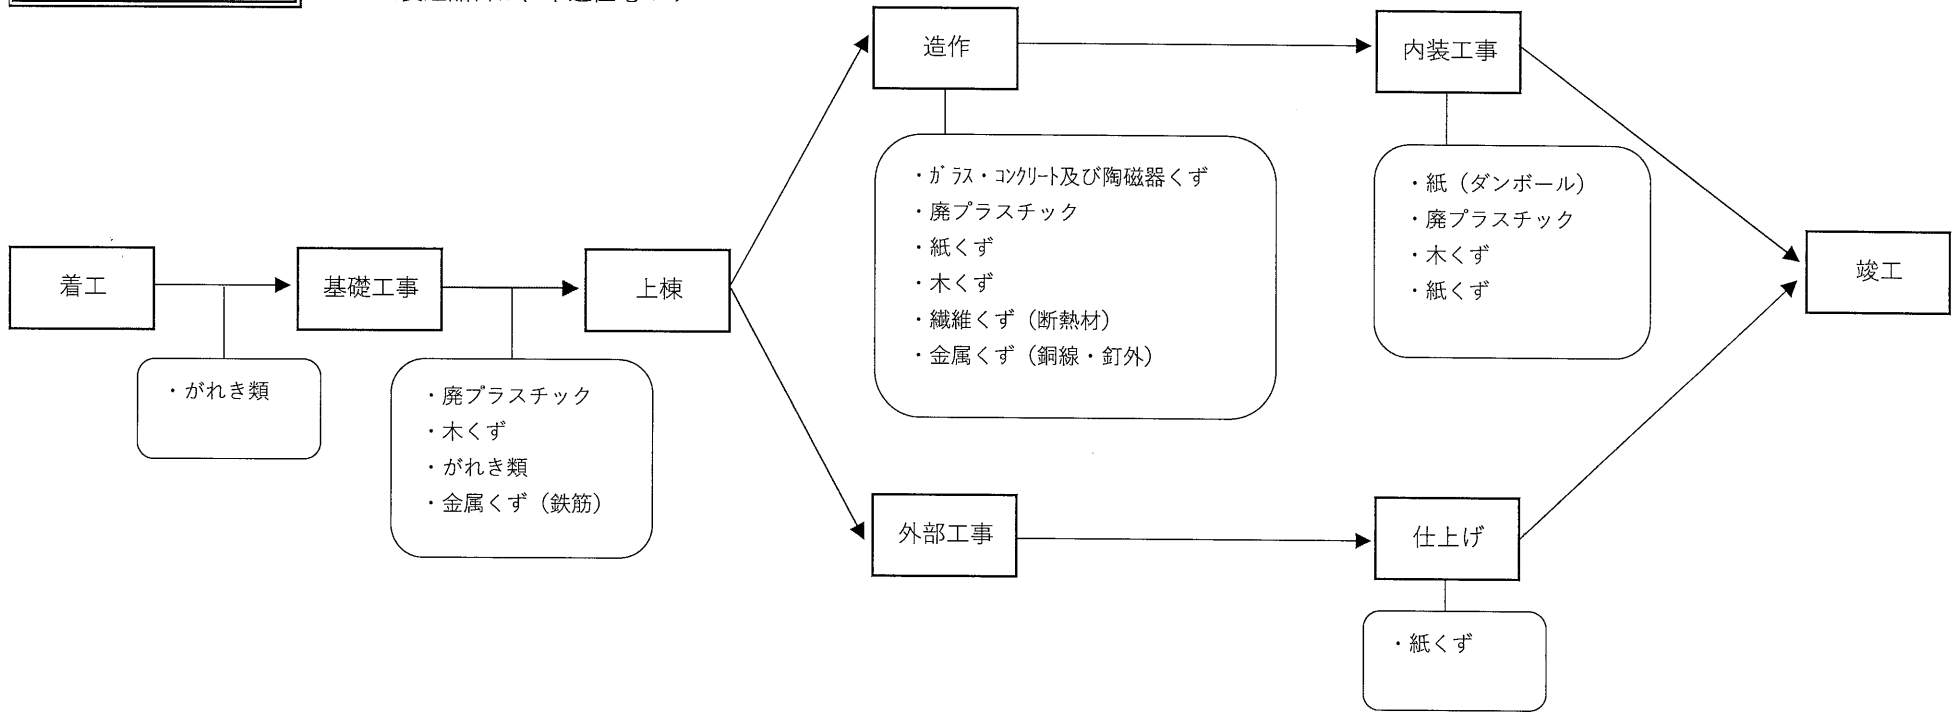 造作
内装工事
・ガラス・コンクリート及び陶磁器くず
・廃プラスチック
・紙くず
・木くず
・繊維くず（断熱材）
・金属くず（銅線・釘外）
・紙（ダンボール）
・廃プラスチック
・木くず
・紙くず
着工
基礎工事
上棟
竣工
・がれき類
・廃プラスチック
・木くず
・がれき類
・金属くず（鉄筋）
外部工事
仕上げ
・紙くず